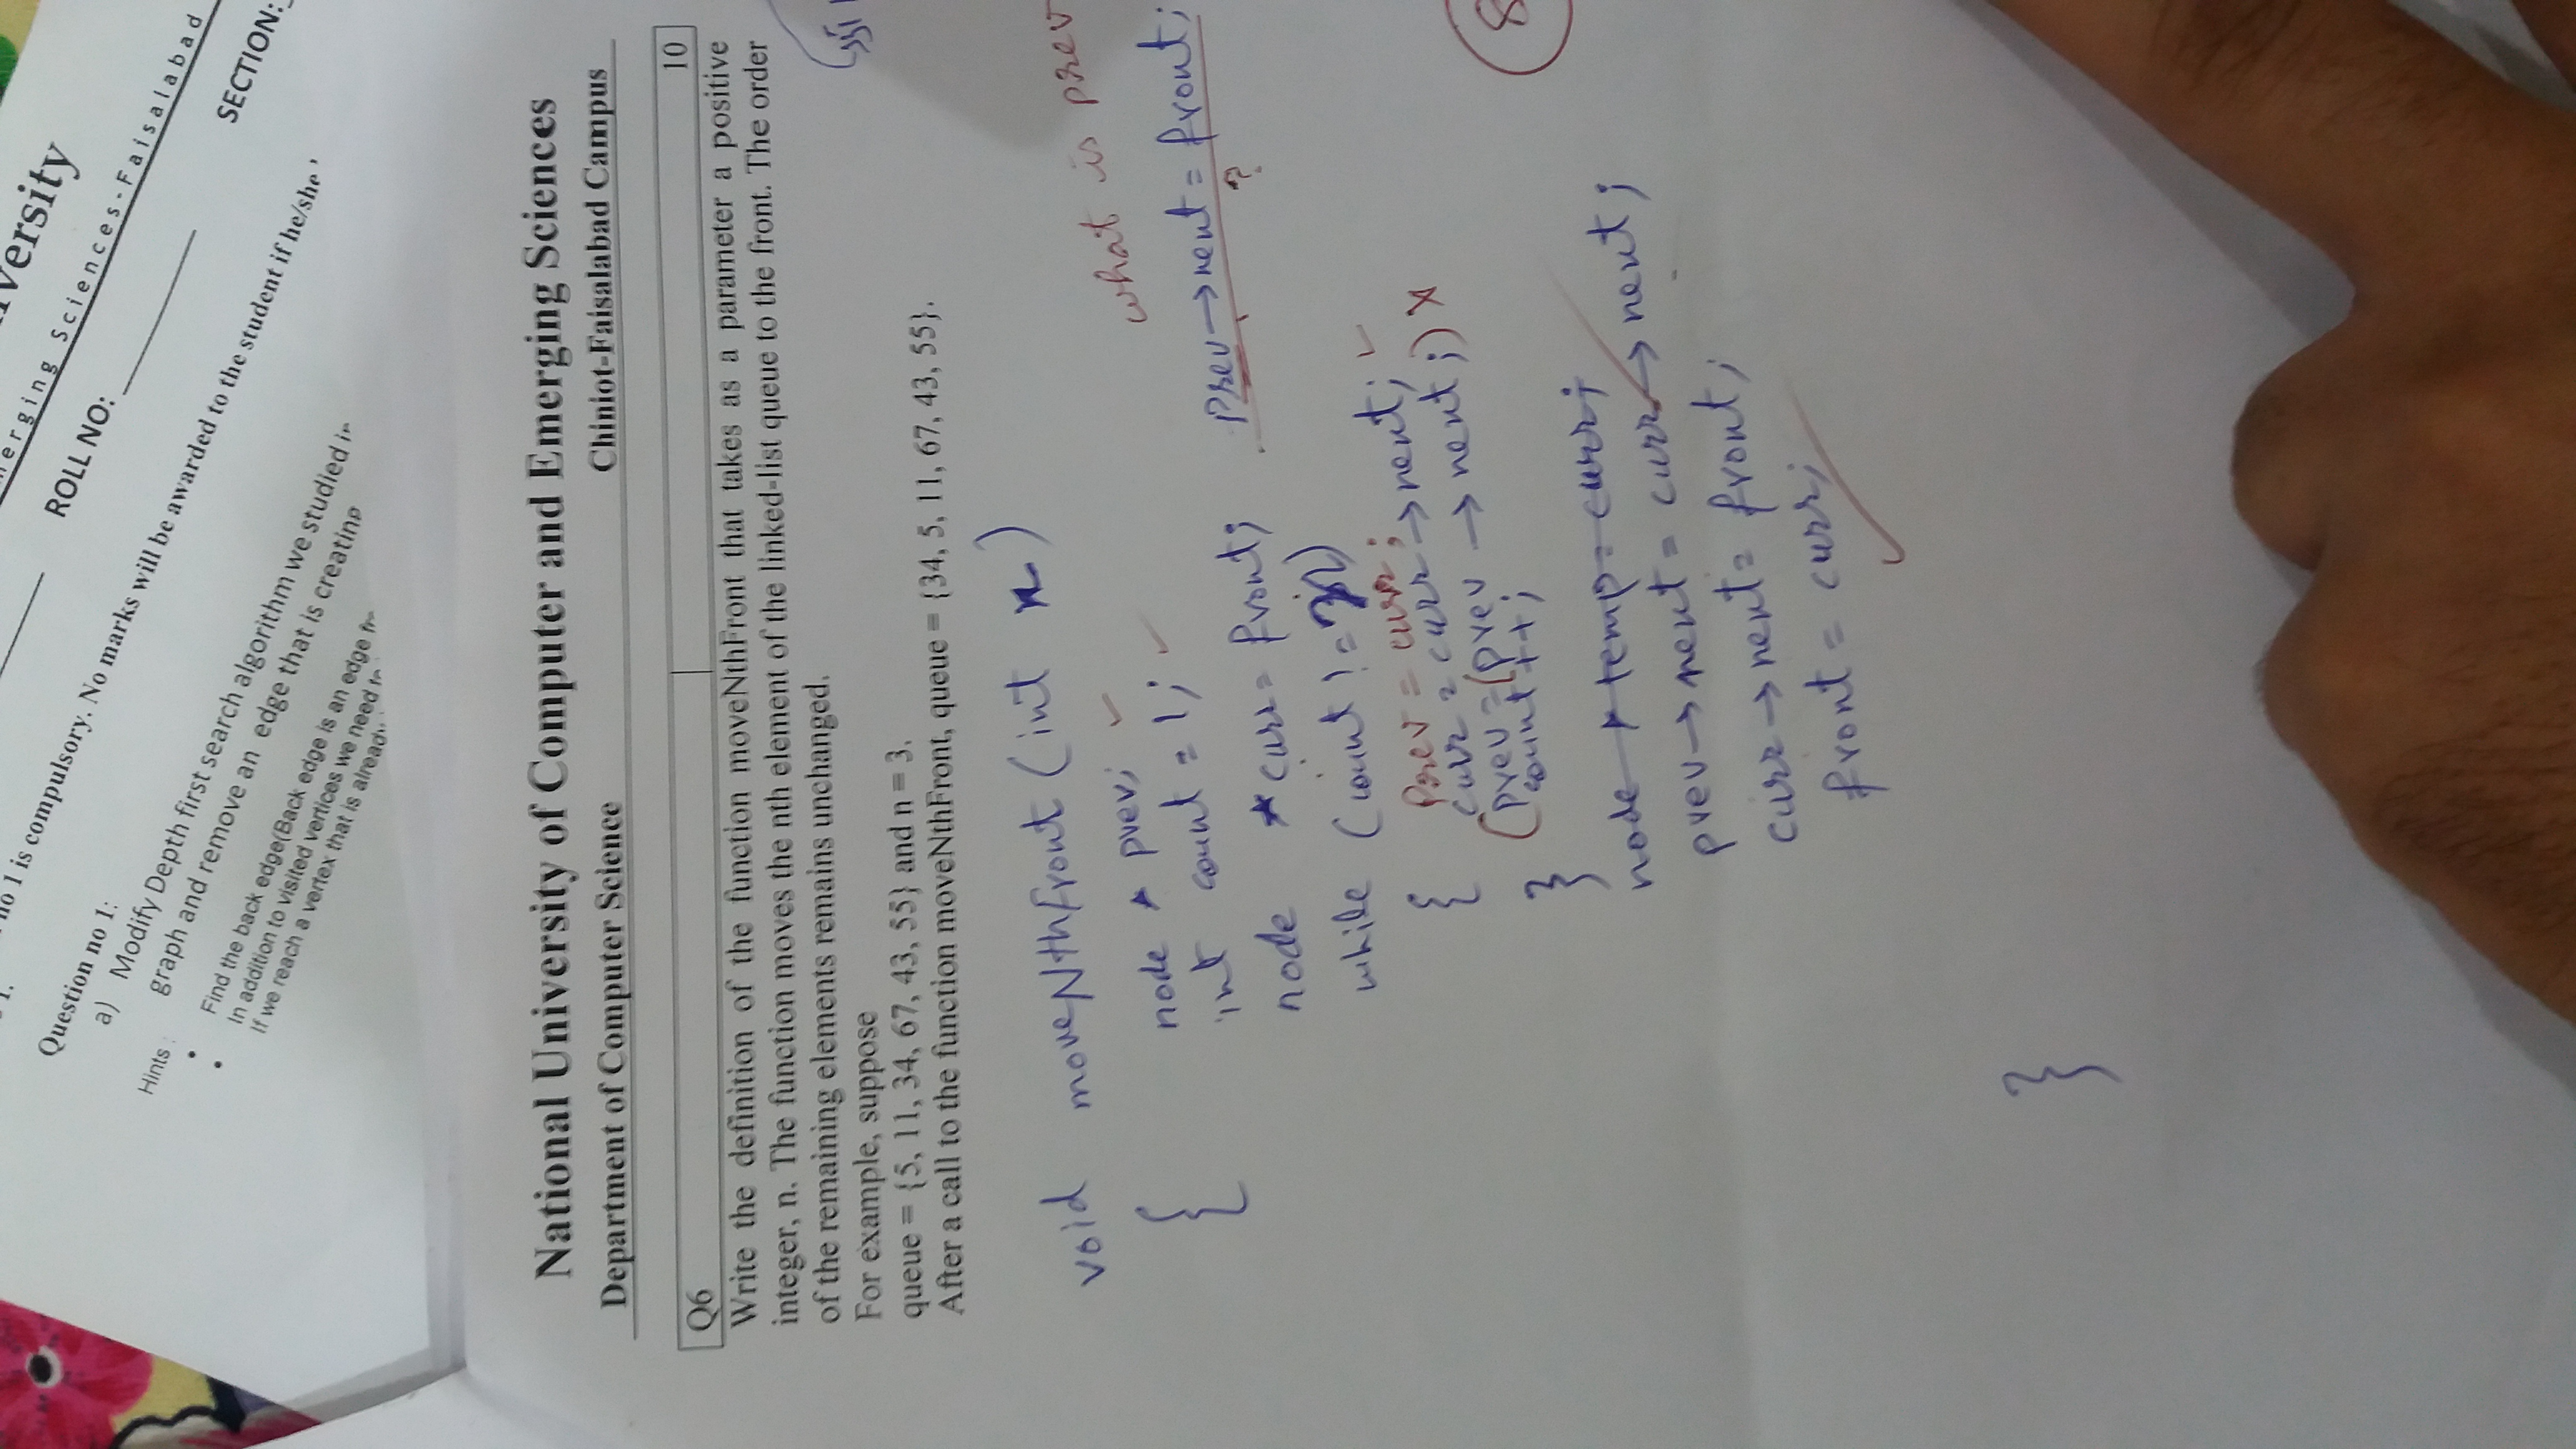 versity
merging Sciences-Faisalabad
ROLL NO:
SECTION:
no 1 is compulsory. No marks will be awarded to the student if he/she
Question no 1:
a) Modify Depth first search algorithm we studied in
graph and remove an edge that is creating
Hints :
• Find the back edge(Back edge is an edge
• In addition to visited vertices we need
If we reach a vertex that is already
National University of Computer and Emerging Sciences
Department of Computer Science Chiniot-Faisalabad Campus
Q6 10
Write the definition of the function moveNthFront that takes as a parameter a positive
integer, n. The function moves the nth element of the linked-list queue to the front. The order
of the remaining elements remains unchanged.
For example, suppose
queue = {5, 11, 34, 67, 43, 55} and n = 3.
After a call to the function moveNthFront, queue = {34, 5, 11, 67, 43, 55}.
void moveNthfront (int n)
what is prev
{ node * prev;
int count = 1;
node *curr = front; prev→next = front;
?
while (count != n)
Prev = curr;
{ curr = curr→next;
(prev = (prev → next;) x
count++;
}
node * temp = curr;
prev→next = curr→next;
curr→next = front;
front = curr;
}
8